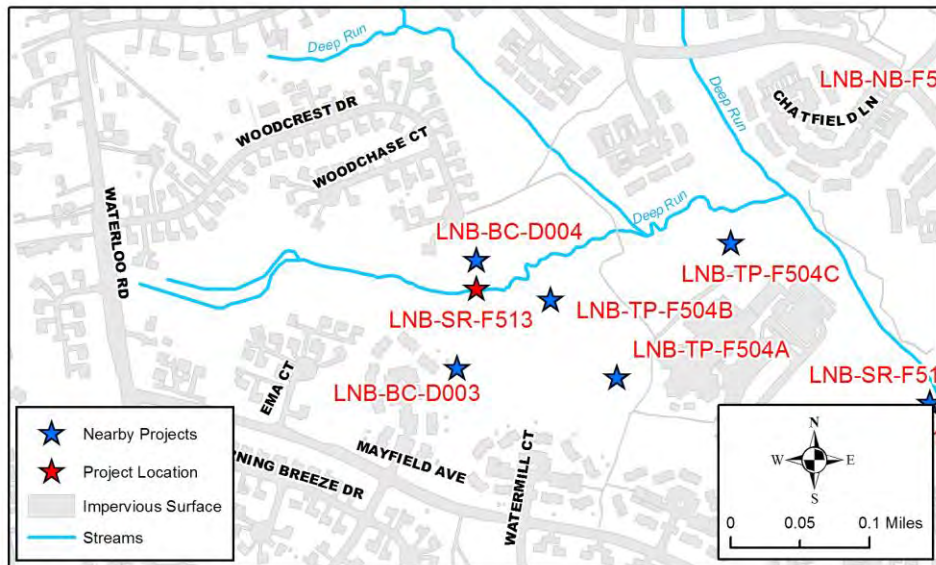 Deep Run
LNB-NB-F5
CHATFIELD LN
WOODCREST DR
Deep Run
WOODCHASE CT
Deep Run
WATERLOO RD
LNB-BC-D004
LNB-TP-F504C
LNB-SR-F513
LNB-TP-F504B
LNB-TP-F504A
LNB-SR-F51
EMA CT
LNB-BC-D003
MAYFIELD AVE
RNING BREEZE DR
WATERMILL CT
Nearby Projects
Project Location
Impervious Surface
Streams
N
W E
S
0 0.05 0.1 Miles